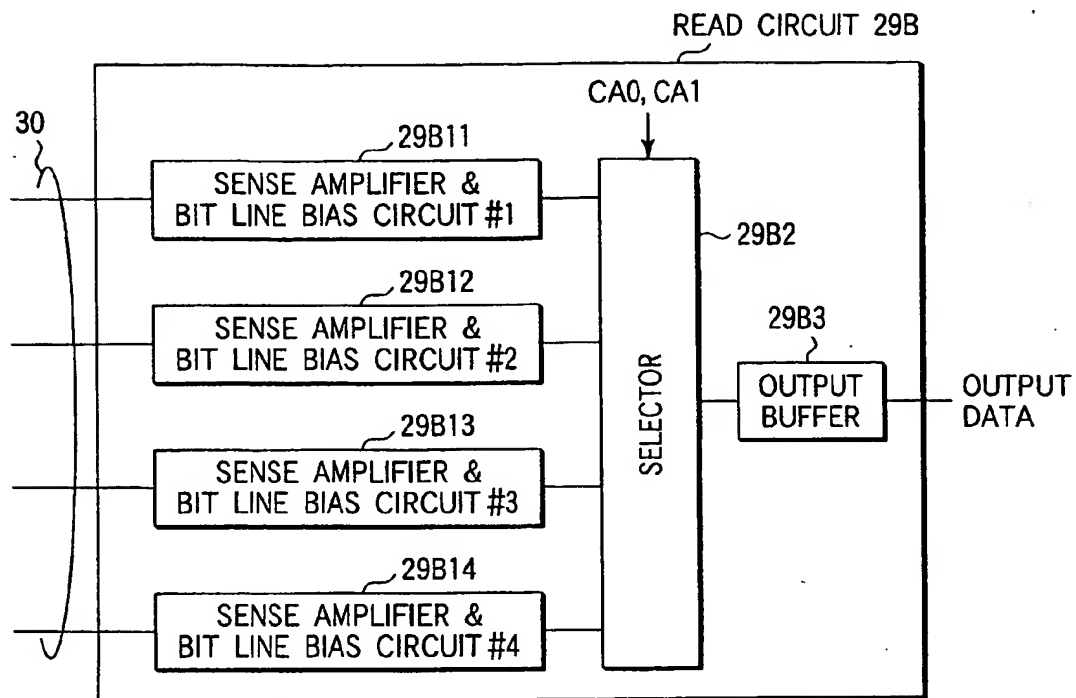 READ CIRCUIT 29B
CA0, CA1
30
29B11
SENSE AMPLIFIER &
BIT LINE BIAS CIRCUIT #1
29B2
29B12
SENSE AMPLIFIER &
BIT LINE BIAS CIRCUIT #2
SELECTOR
29B3
OUTPUT
BUFFER
OUTPUT
DATA
29B13
SENSE AMPLIFIER &
BIT LINE BIAS CIRCUIT #3
29B14
SENSE AMPLIFIER &
BIT LINE BIAS CIRCUIT #4